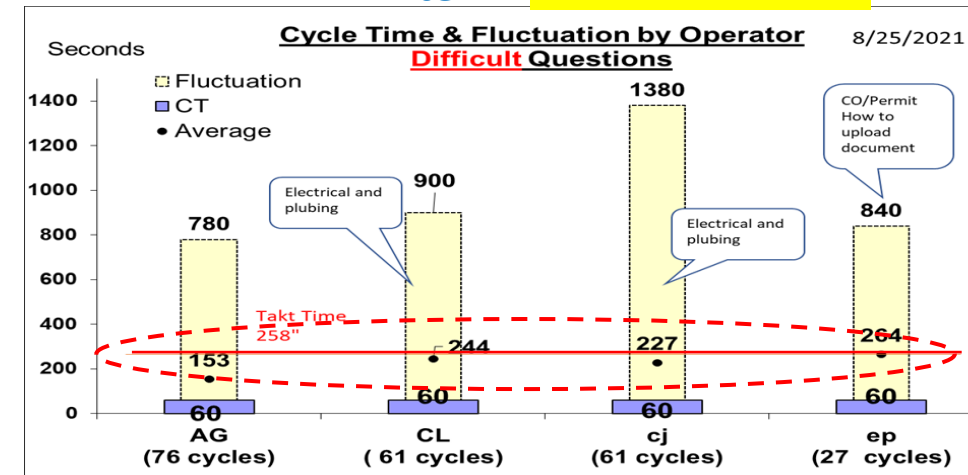 Cycle Time & Fluctuation by Operator
Difficult Questions
8/25/2021
Seconds
Fluctuation
CT
Average
1400
1200
1000
800
600
400
200
0
780
900
1380
840
Electrical and
plubing
Electrical and
plubing
CO/Permit
How to
upload
document
Takt Time
258"
153
244
227
264
60
60
60
60
AG
(76 cycles)
CL
( 61 cycles)
cj
(61 cycles)
ep
(27 cycles)